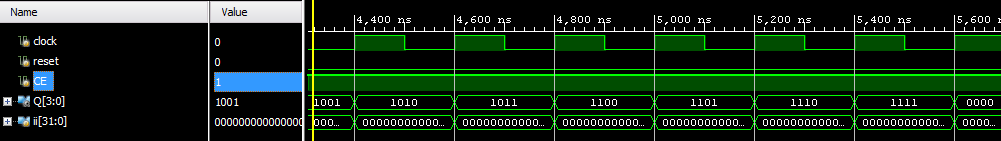 Name Value 4,400 ns 4,600 ns 4,800 ns 5,000 ns 5,200 ns 5,400 ns 5,600
clock 0
reset 0
CE 1
Q[3:0] 1001 1001 1010 1011 1100 1101 1110 1111 0000
ii[31:0] 000000000000000 000... 00000000000... 00000000000... 00000000000... 00000000000... 00000000000... 00000000000... 0000...